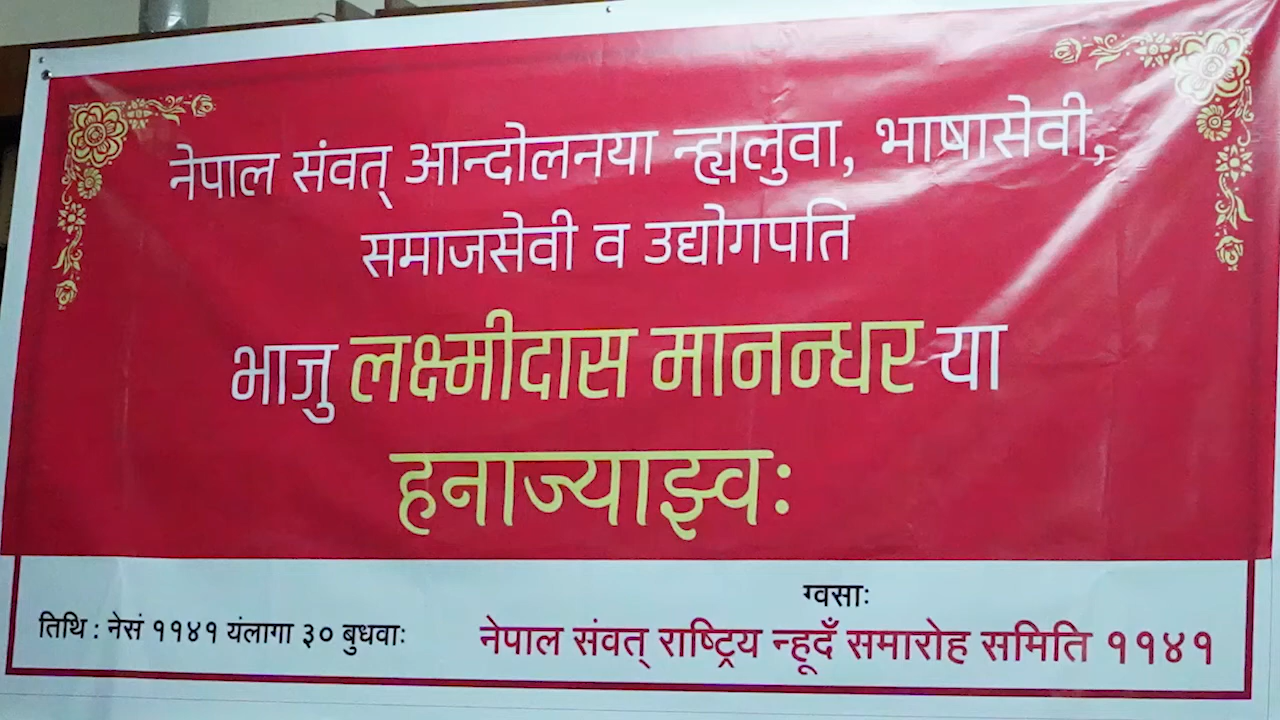 नेपाल संवत् आन्दोलनया न्ह्यलुवा, भाषासेवी,
समाजसेवी व उद्योगपति
भाजु लक्ष्मीदास मानन्धर या
हनाज्याझ्वः
ग्वसाः
तिथि : नेसं ११४१ यंलागा ३० बुधवाः
नेपाल संवत् राष्ट्रिय न्हूदँ समारोह समिति ११४१